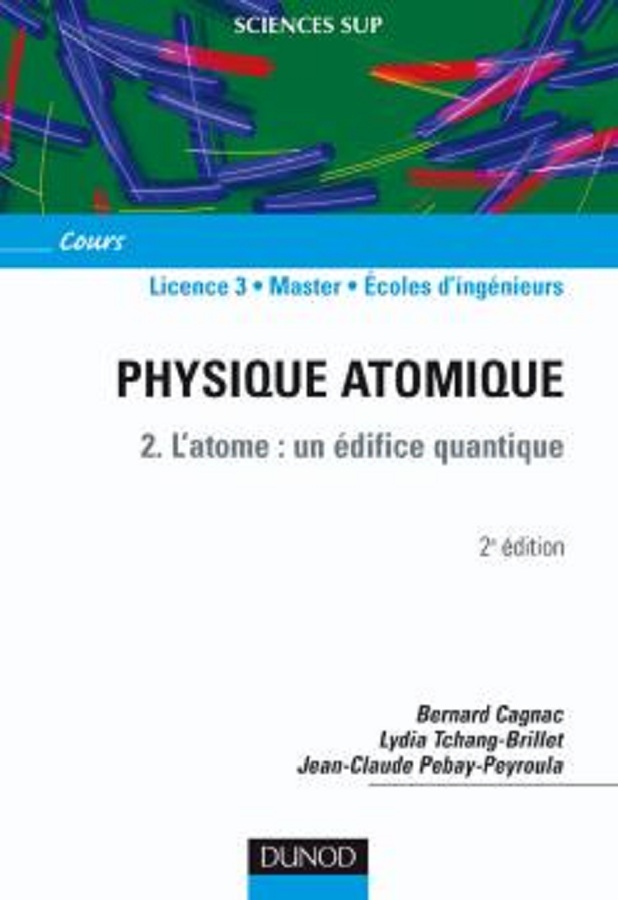 SCIENCES SUP
Cours
Licence 3 • Master • Écoles d'ingénieurs
PHYSIQUE ATOMIQUE
2. L'atome : un édifice quantique
2e édition
Bernard Cagnac
Lydia Tchang-Brillet
Jean-Claude Pebay-Peyroula
DUNOD